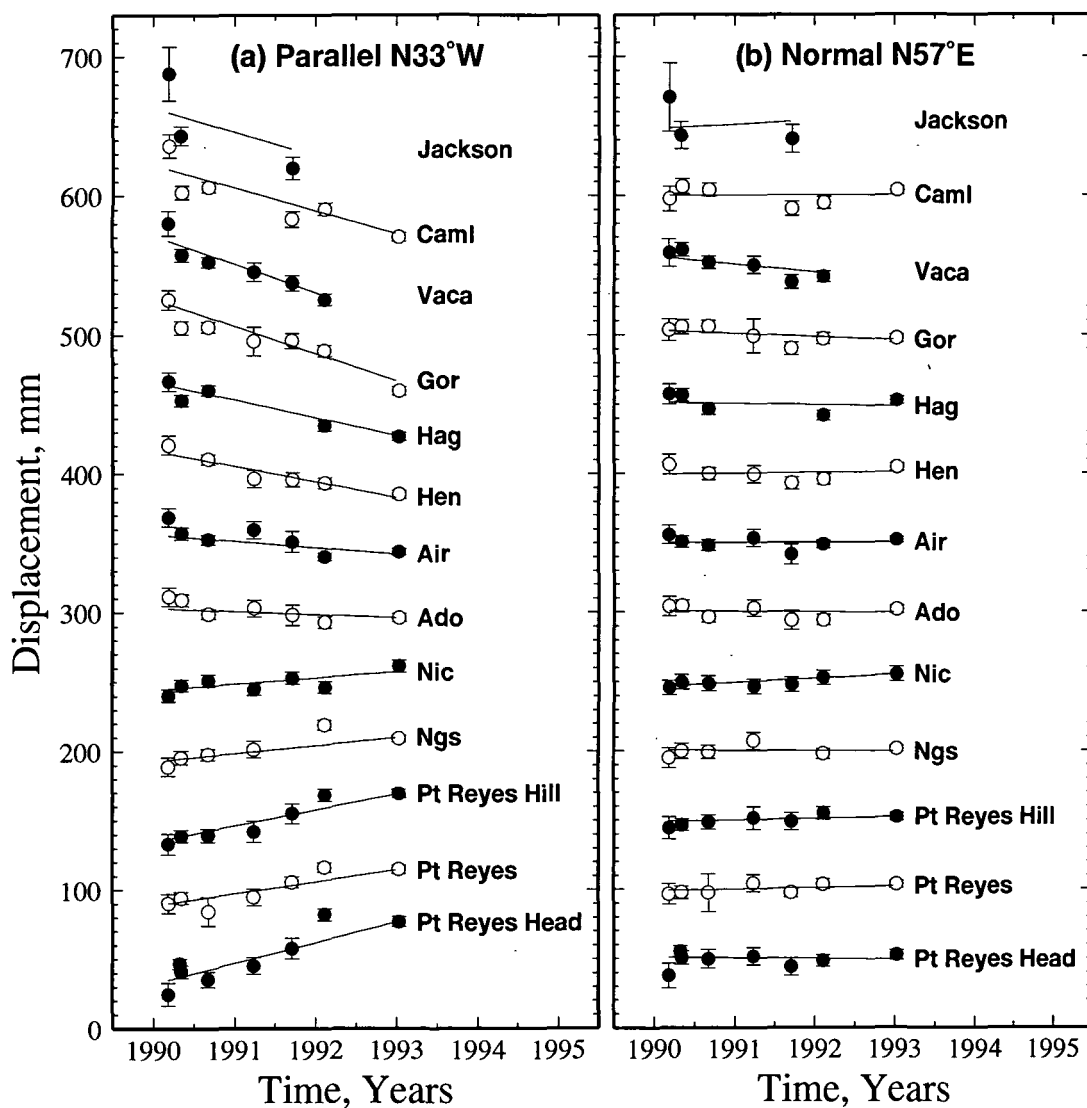 (a) Parallel N33°W
(b) Normal N57°E
Displacement, mm
700
600
500
400
300
200
100
0
Jackson
Caml
Vaca
Gor
Hag
Hen
Air
Ado
Nic
Ngs
Pt Reyes Hill
Pt Reyes
Pt Reyes Head
Jackson
Caml
Vaca
Gor
Hag
Hen
Air
Ado
Nic
Ngs
Pt Reyes Hill
Pt Reyes
Pt Reyes Head
1990 1991 1992 1993 1994 1995
1990 1991 1992 1993 1994 1995
Time, Years
Time, Years